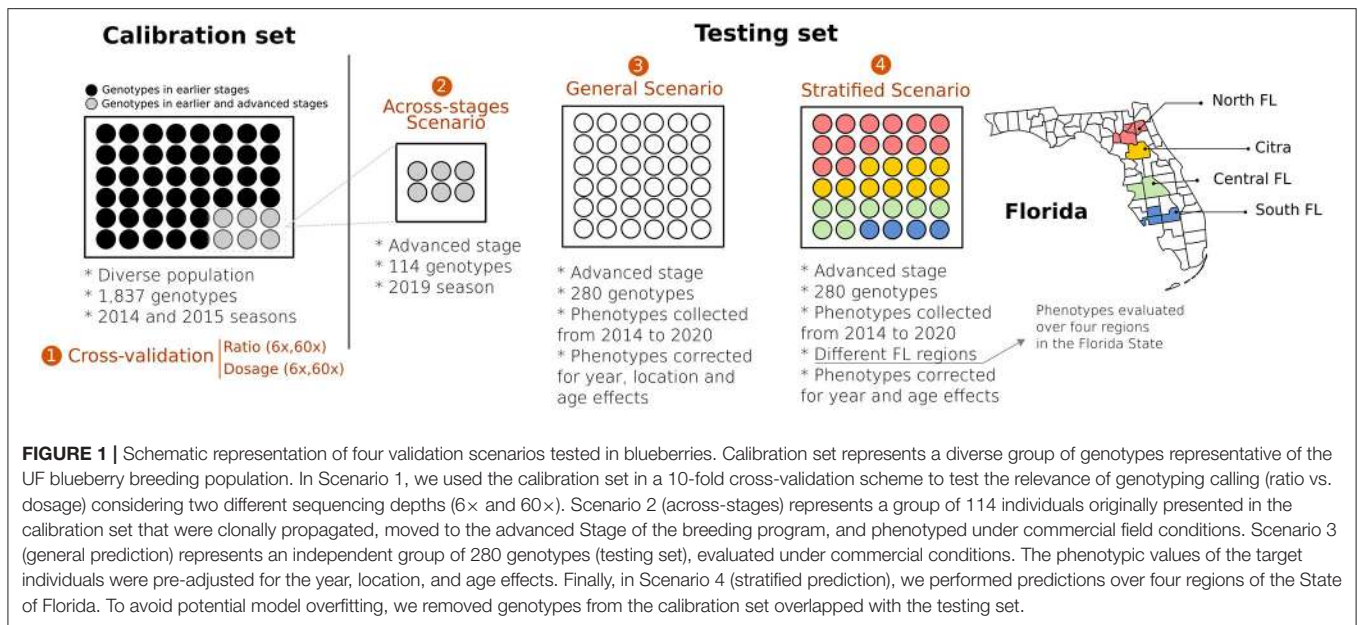 Calibration set
Testing set
Genotypes in earlier stages
Genotypes in earlier and advanced stages
* Diverse population
* 1,837 genotypes
* 2014 and 2015 seasons
1 Cross-validation
Ratio (6x,60x)
Dosage (6x,60x)
2
Across-stages
Scenario
* Advanced stage
* 114 genotypes
* 2019 season
3
General Scenario
* Advanced stage
* 280 genotypes
* Phenotypes collected
from 2014 to 2020
* Phenotypes corrected
for year, location and
age effects
4
Stratified Scenario
* Advanced stage
* 280 genotypes
* Phenotypes collected
from 2014 to 2020
* Different FL regions
* Phenotypes corrected
for year and age effects
North FL
Citra
Central FL
South FL
Florida
Phenotypes evaluated
over four regions
in the Florida State
FIGURE 1 | Schematic representation of four validation scenarios tested in blueberries. Calibration set represents a diverse group of genotypes representative of the
UF blueberry breeding population. In Scenario 1, we used the calibration set in a 10-fold cross-validation scheme to test the relevance of genotyping calling (ratio vs.
dosage) considering two different sequencing depths (6× and 60×). Scenario 2 (across-stages) represents a group of 114 individuals originally presented in the
calibration set that were clonally propagated, moved to the advanced Stage of the breeding program, and phenotyped under commercial field conditions. Scenario 3
(general prediction) represents an independent group of 280 genotypes (testing set), evaluated under commercial conditions. The phenotypic values of the target
individuals were pre-adjusted for the year, location, and age effects. Finally, in Scenario 4 (stratified prediction), we performed predictions over four regions of the State
of Florida. To avoid potential model overfitting, we removed genotypes from the calibration set overlapped with the testing set.